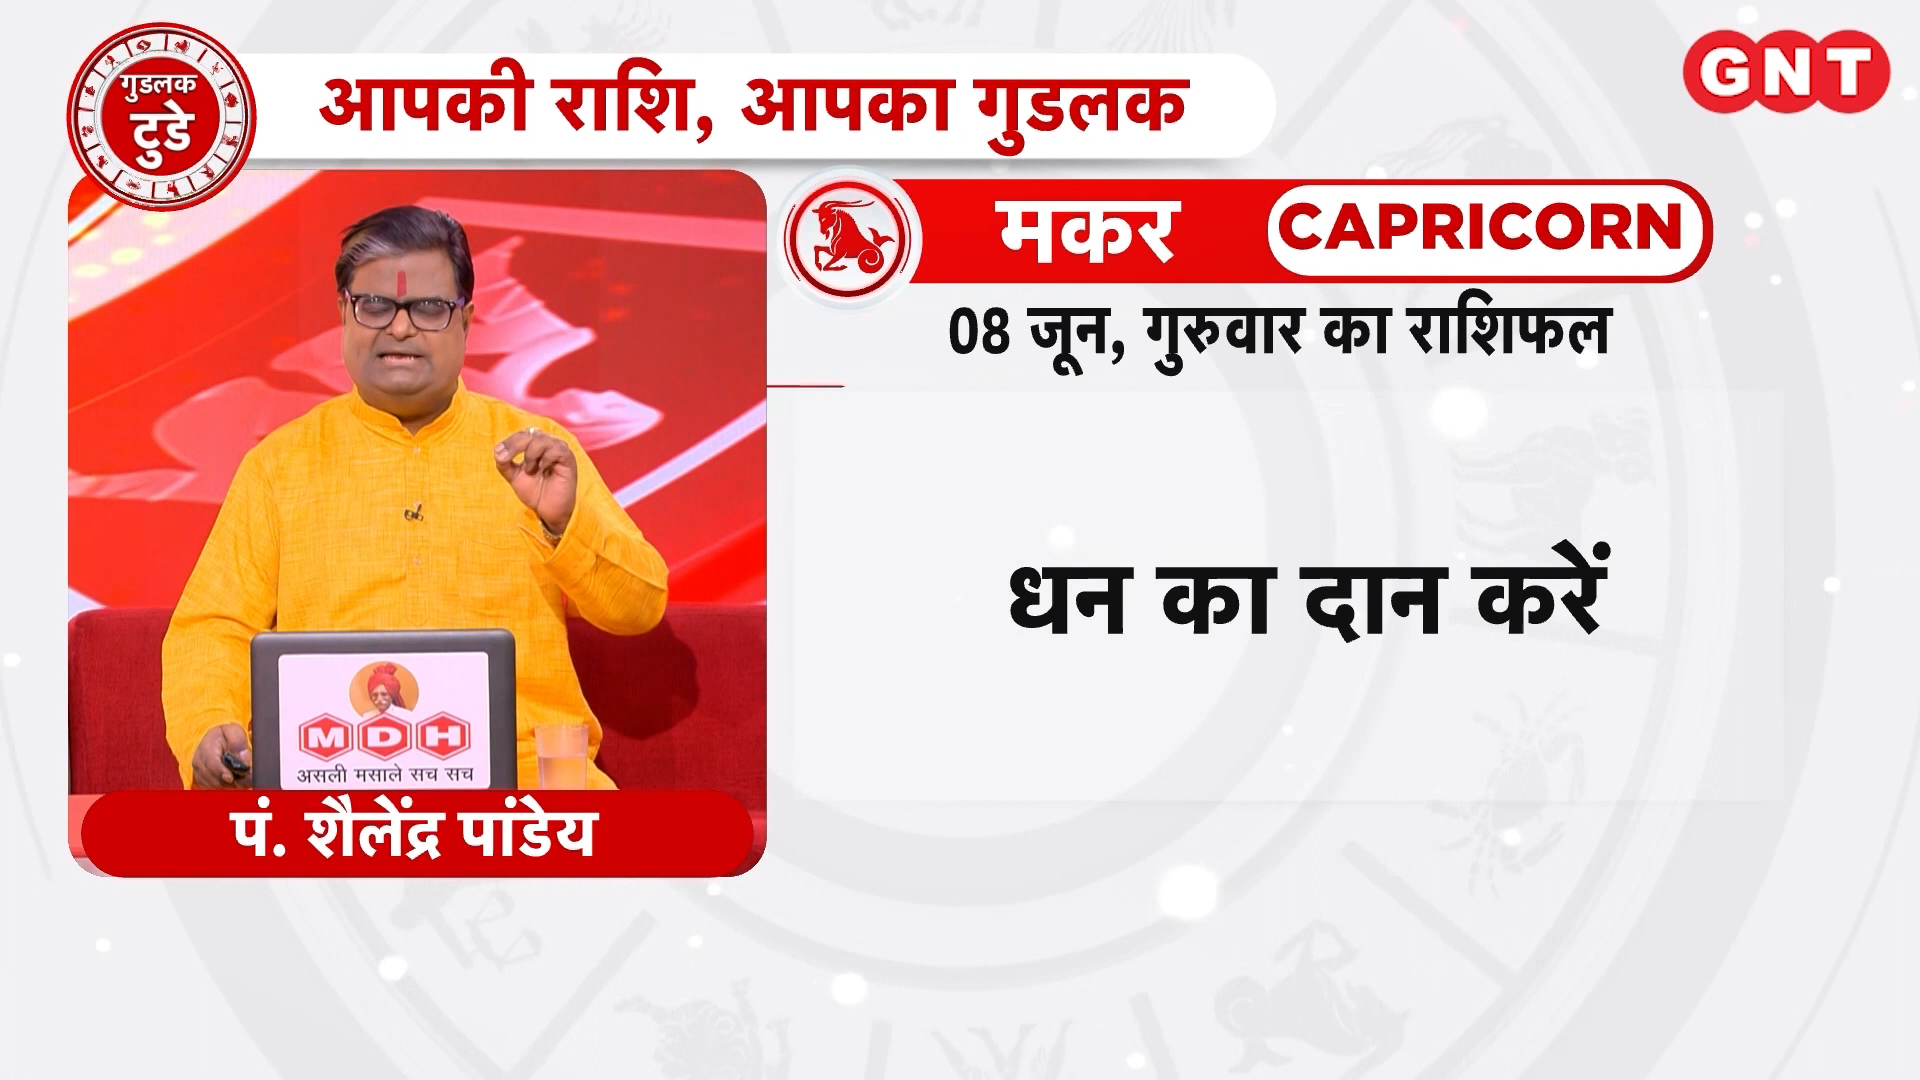 गुडलक
टुडे
आपकी राशि, आपका गुडलक
GNT
मकर
CAPRICORN
08 जून, गुरुवार का राशिफल
धन का दान करें
MDH
असली मसाले सच सच
पं. शैलेंद्र पांडेय